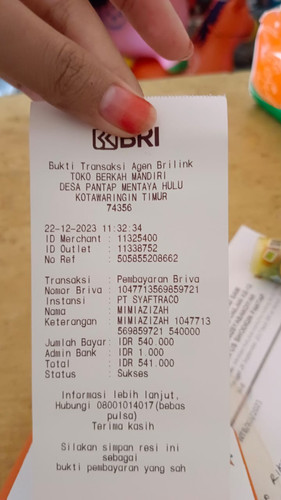 BRI
Bukti Transaksi Agen Brilink
TOKO BERKAH MANDIRI
DESA PANTAP MENTAYA HULU
KOTAWARINGIN TIMUR
74356
22-12-2023 11:32:34
ID Merchant : 11325400
ID Outlet : 11338752
No Ref : 505855208662
Transaksi : Pembayaran Briva
Nomor Briva : 1047713569859721
Instansi : PT SYAFTRACO
Nama : MIMIAZIZAH
Keterangan : MIMIAZIZAH 1047713
569859721 540000
Jumlah Bayar: IDR 540.000
Admin Bank : IDR 1.000
Total : IDR 541.000
Status : Sukses
Informasi lebih lanjut,
Hubungi 08001014017(bebas
pulsa)
Terima kasih
Silakan simpan resi ini
sebagai
bukti pembayaran yang sah